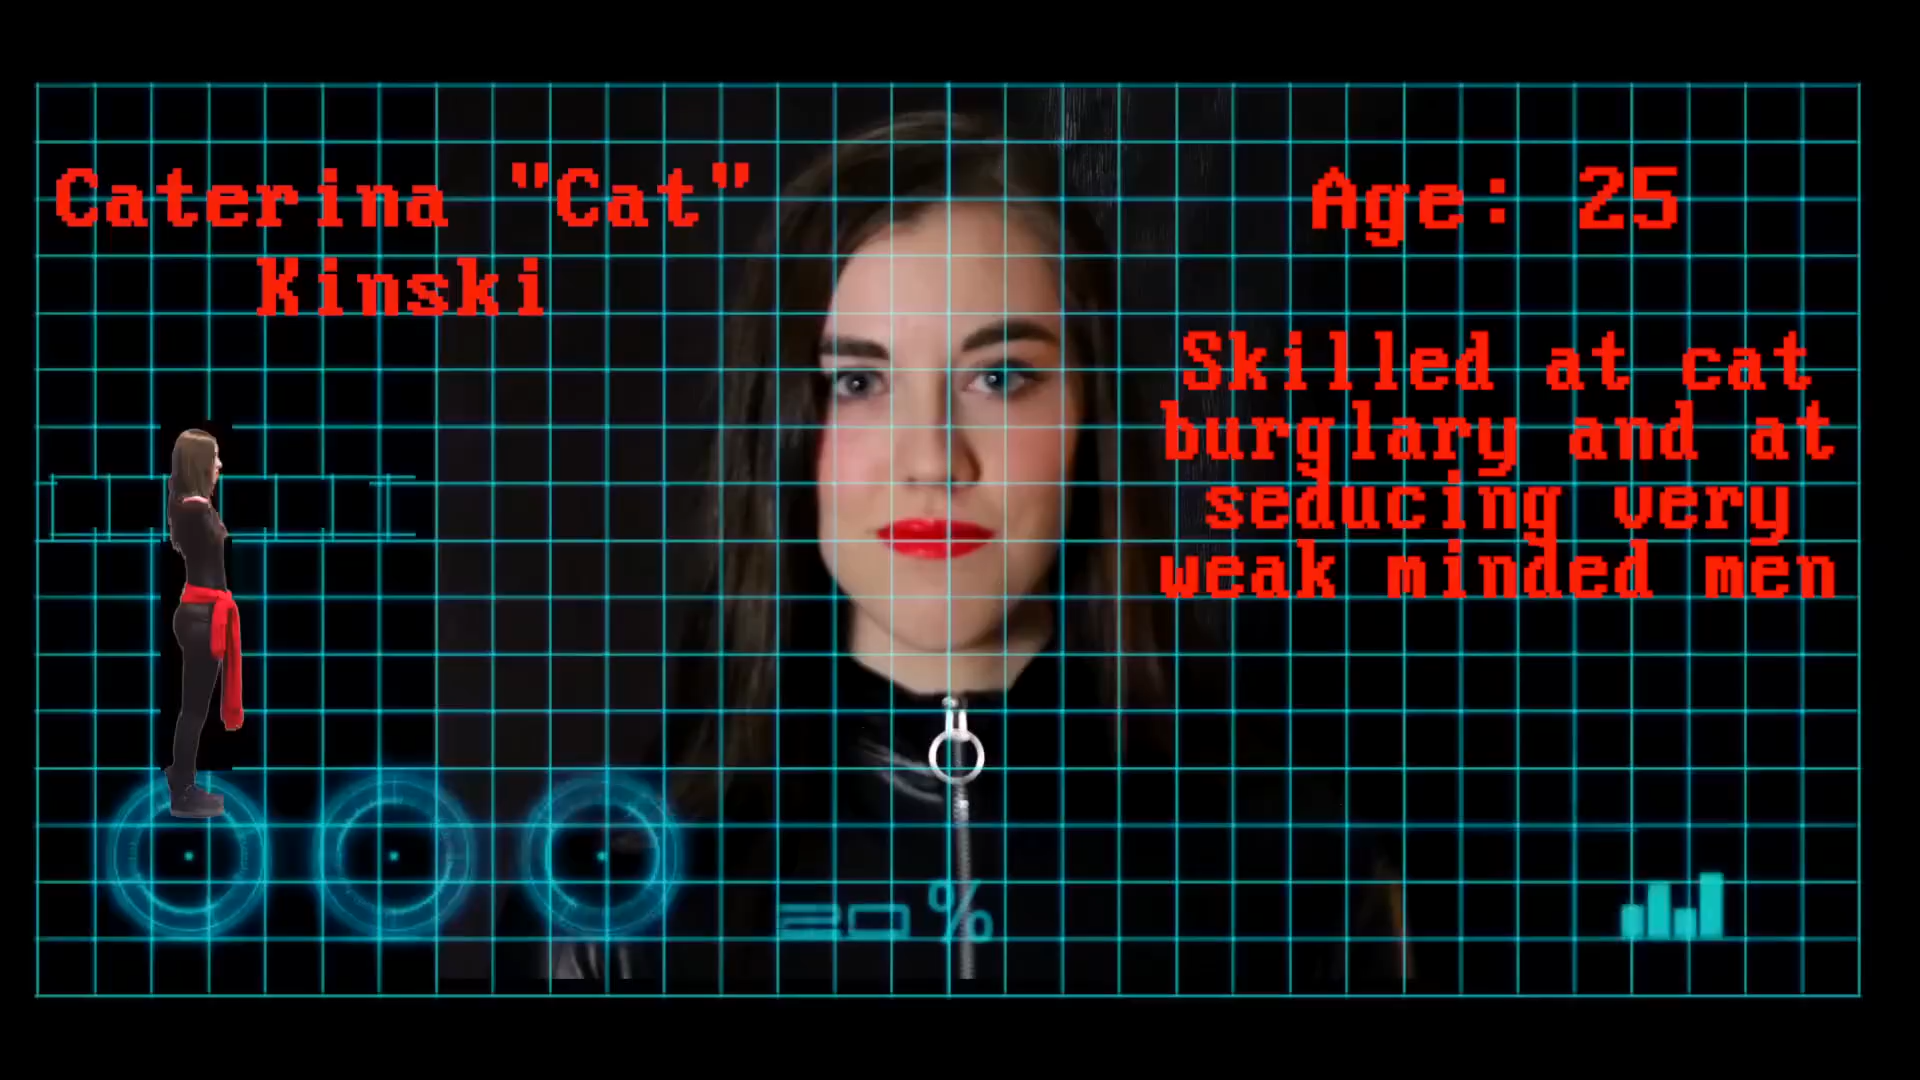 Caterina "Cat"
Kinski
Age: 25
Skilled at cat
burglary and at
seducing very
weak minded men
20%